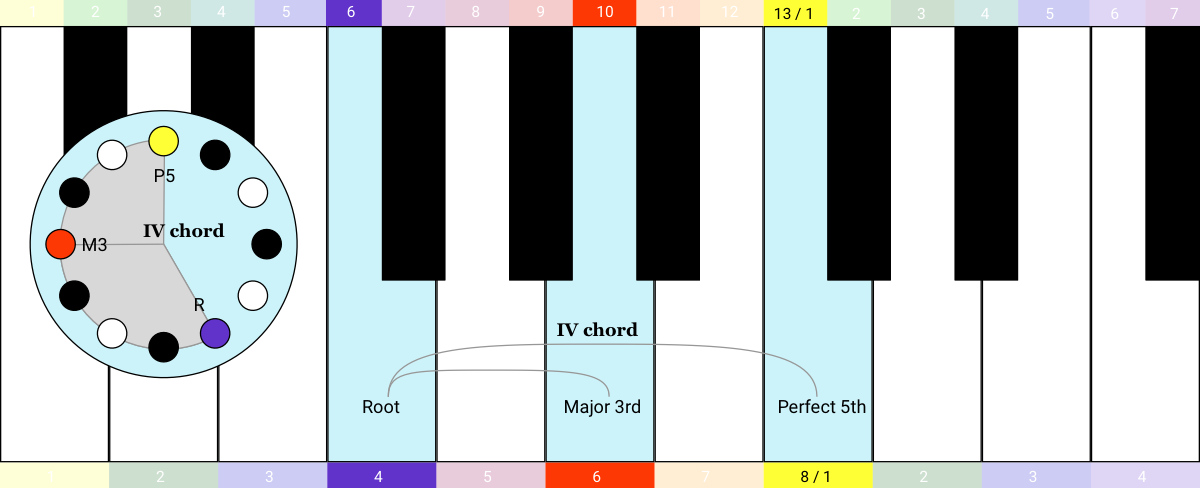 1 2 3 4 5 6 7 8 9 10 11 12 13 / 1 2 3 4 5 6 7
P5
IV chord
M3
R
IV chord
Root Major 3rd Perfect 5th
1 2 3 4 5 6 7 8 / 1 2 3 4